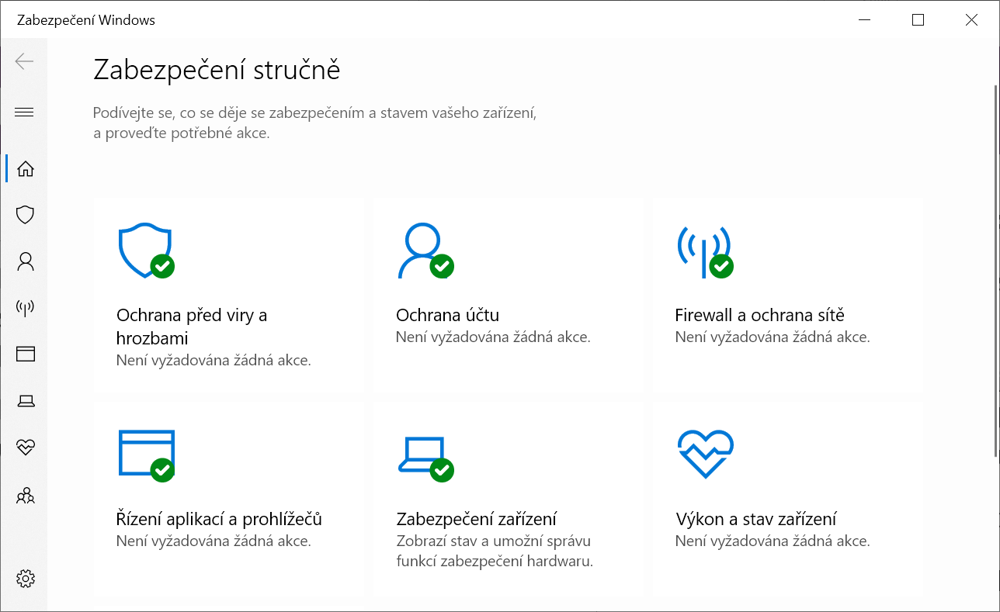 Zabezpečení Windows
Zabezpečení stručně
Podívejte se, co se děje se zabezpečením a stavem vašeho zařízení,
a proveďte potřebné akce.
Ochrana před viry a
hrozbami
Není vyžadována žádná akce.
Ochrana účtu
Není vyžadována žádná akce.
Firewall a ochrana sítě
Není vyžadována žádná akce.
Řízení aplikací a prohlížečů
Není vyžadována žádná akce.
Zabezpečení zařízení
Zobrazí stav a umožní správu
funkcí zabezpečení hardwaru.
Výkon a stav zařízení
Není vyžadována žádná akce.